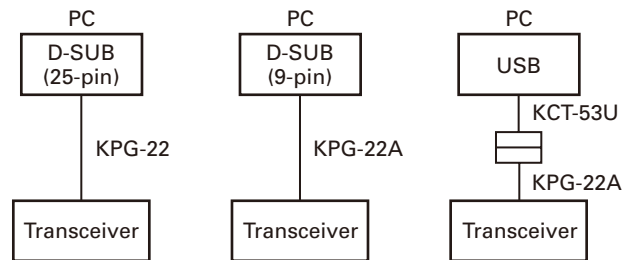 PC
D-SUB
(25-pin)
KPG-22
Transceiver
PC
D-SUB
(9-pin)
KPG-22A
Transceiver
PC
USB
KCT-53U
KPG-22A
Transceiver